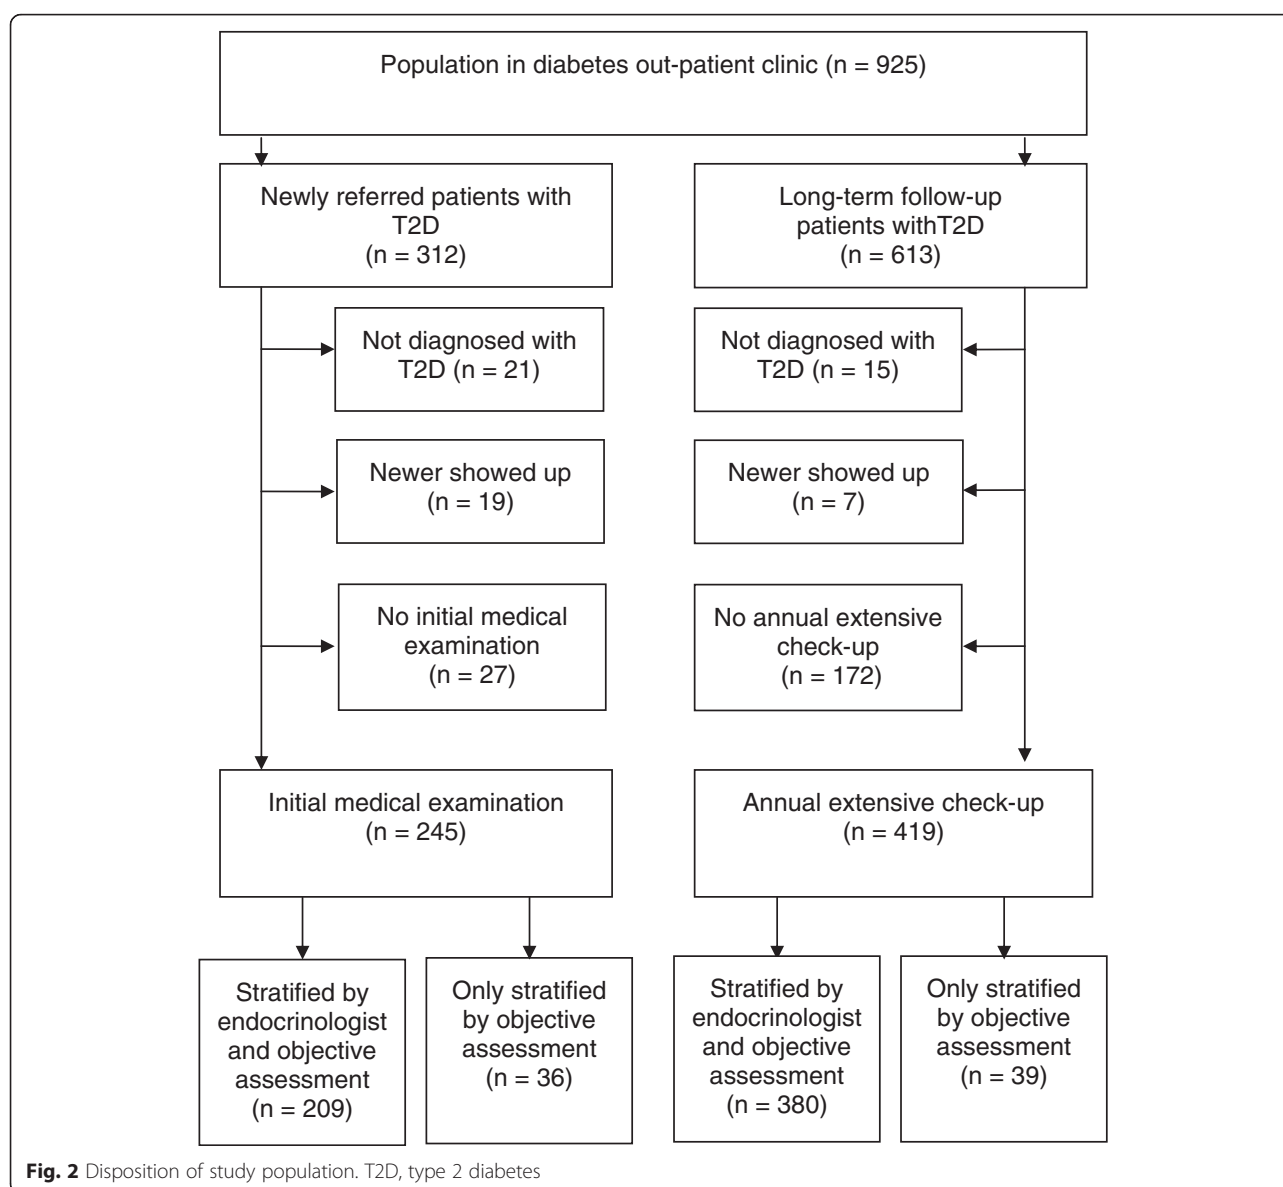 Population in diabetes out-patient clinic (n = 925)
Newly referred patients with
T2D
(n = 312)
Long-term follow-up
patients withT2D
(n = 613)
Not diagnosed with
T2D (n = 21)
Not diagnosed with
T2D (n = 15)
Newer showed up
(n = 19)
Newer showed up
(n = 7)
No initial medical
examination
(n = 27)
No annual extensive
check-up
(n = 172)
Initial medical examination
(n = 245)
Annual extensive check-up
(n = 419)
Stratified by
endocrinologist
and objective
assessment
(n = 209)
Only stratified
by objective
assessment
(n = 36)
Stratified by
endocrinologist
and objective
assessment
(n = 380)
Only stratified
by objective
assessment
(n = 39)
Fig. 2 Disposition of study population. T2D, type 2 diabetes